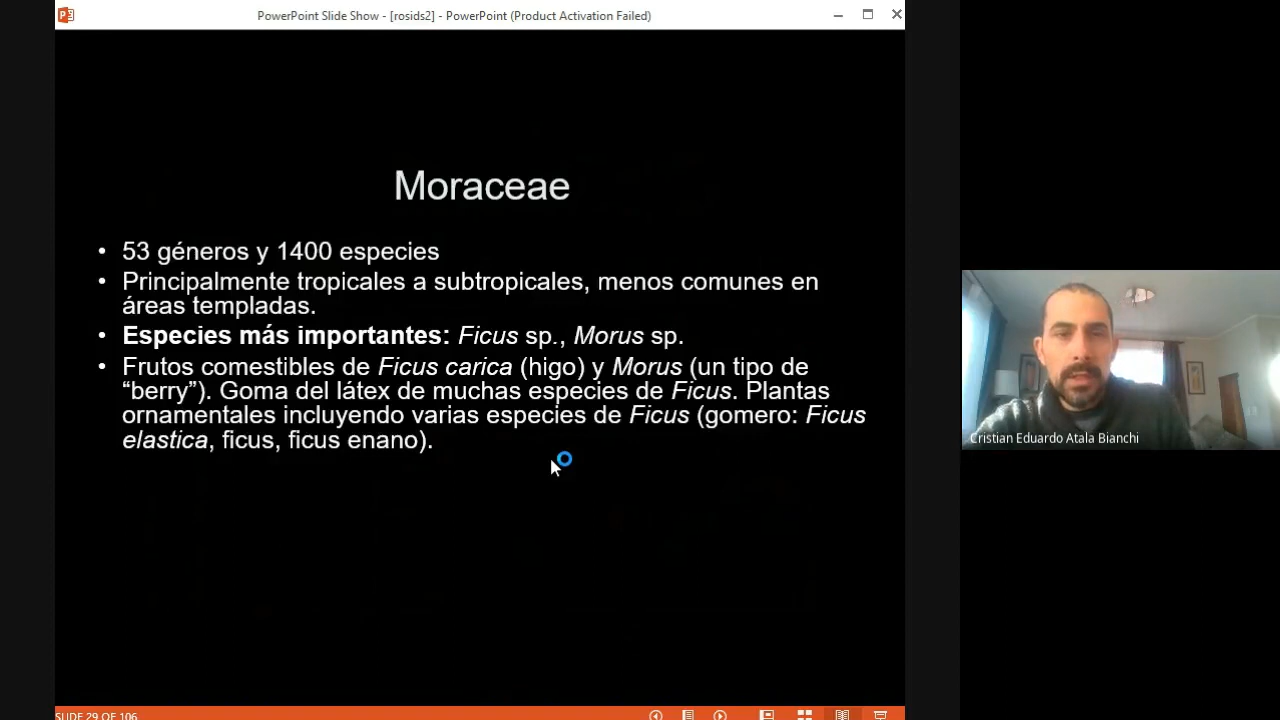 PowerPoint Slide Show - [rosids2] - PowerPoint (Product Activation Failed)
Moraceae
• 53 géneros y 1400 especies
• Principalmente tropicales a subtropicales, menos comunes en
áreas templadas.
• Especies más importantes: Ficus sp., Morus sp.
• Frutos comestibles de Ficus carica (higo) y Morus (un tipo de
“berry”). Goma del látex de muchas especies de Ficus. Plantas
ornamentales incluyendo varias especies de Ficus (gomero: Ficus
elastica, ficus, ficus enano).
Cristian Eduardo Atala Bianchi
SLIDE 29 OF 106